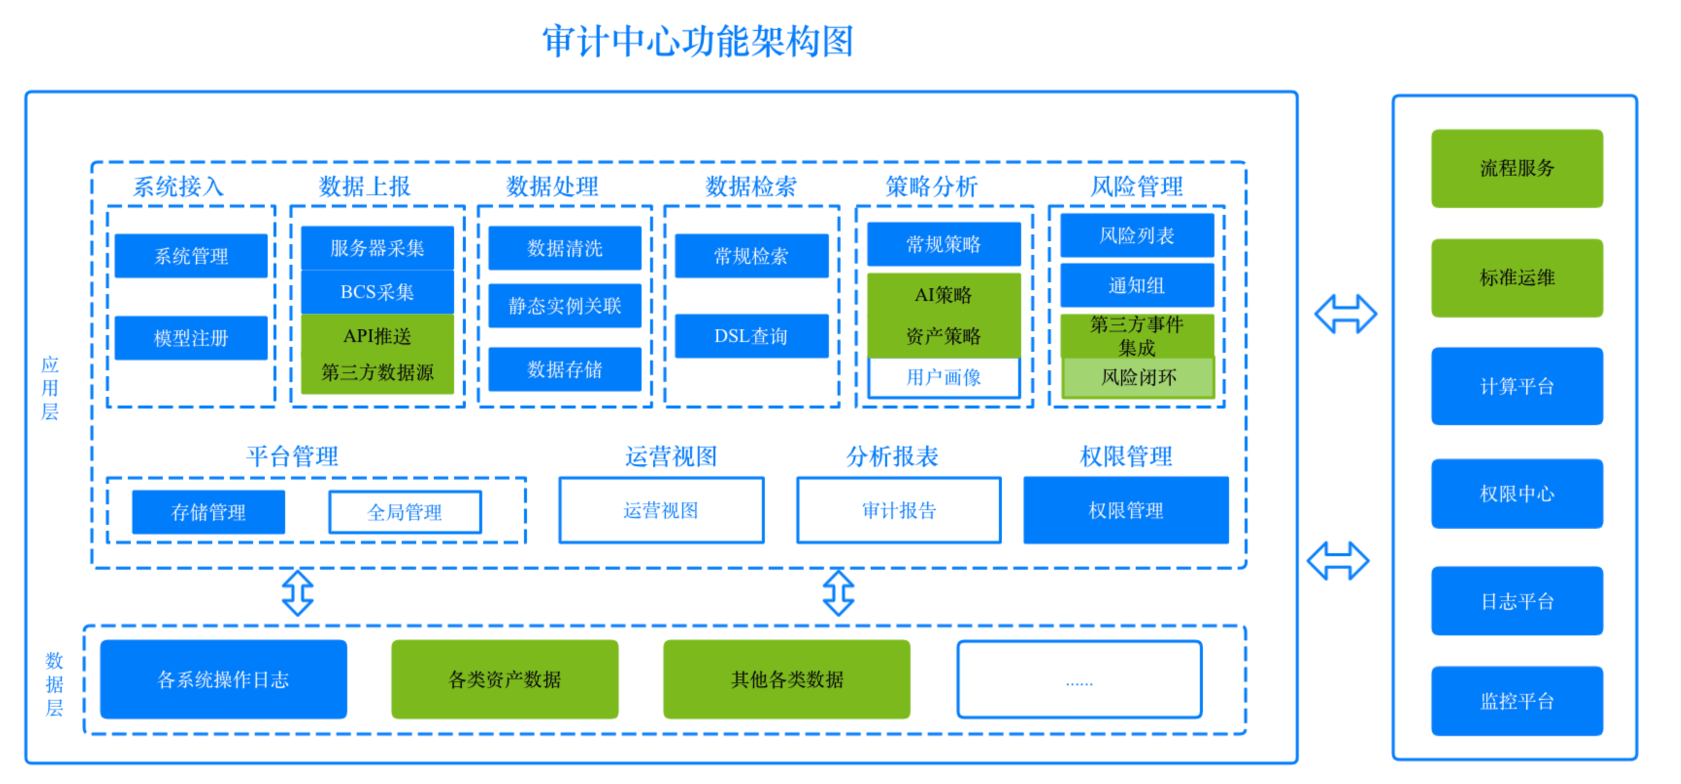 审计中心功能架构图
应用层
系统接入
系统管理
模型注册
数据上报
服务器采集
BCS采集
API推送
第三方数据源
数据处理
数据清洗
静态实例关联
数据存储
数据检索
常规检索
DSL查询
策略分析
常规策略
AI策略
资产策略
用户画像
风险管理
风险列表
通知组
第三方事件
集成
风险闭环
平台管理
存储管理
全局管理
运营视图
运营视图
分析报表
审计报告
权限管理
权限管理
数据层
各系统操作日志
各类资产数据
其他各类数据
......
流程服务
标准运维
计算平台
权限中心
日志平台
监控平台